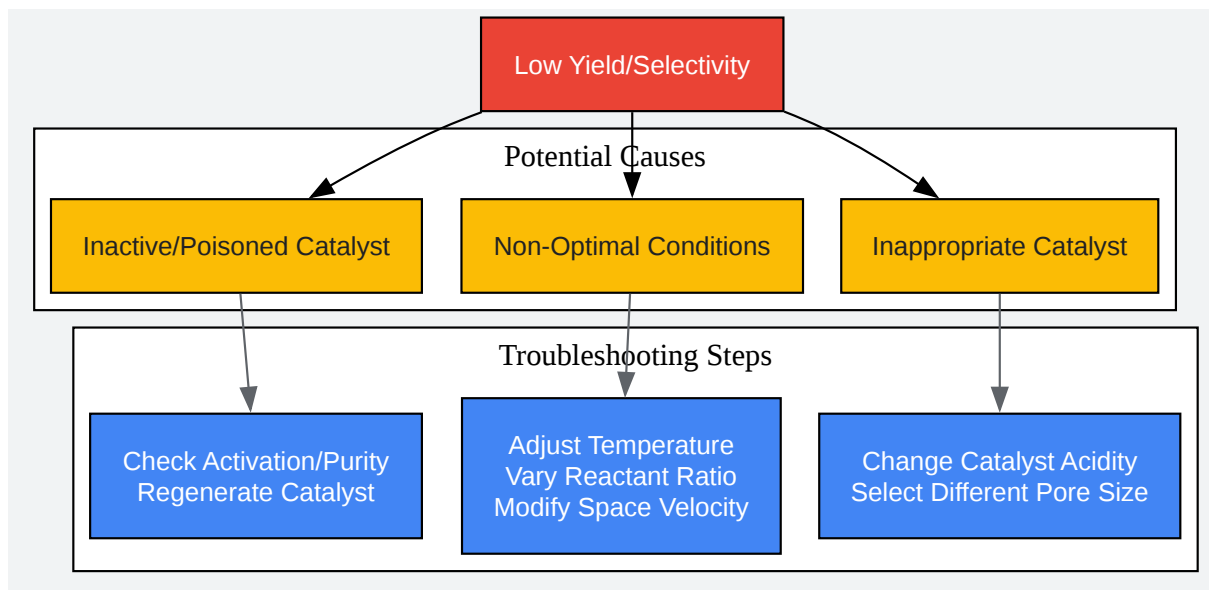 Low Yield/Selectivity
Potential Causes
Inactive/Poisoned Catalyst
Non-Optimal Conditions
Inappropriate Catalyst
Troubleshooting Steps
Check Activation/Purity
Regenerate Catalyst
Adjust Temperature
Vary Reactant Ratio
Modify Space Velocity
Change Catalyst Acidity
Select Different Pore Size